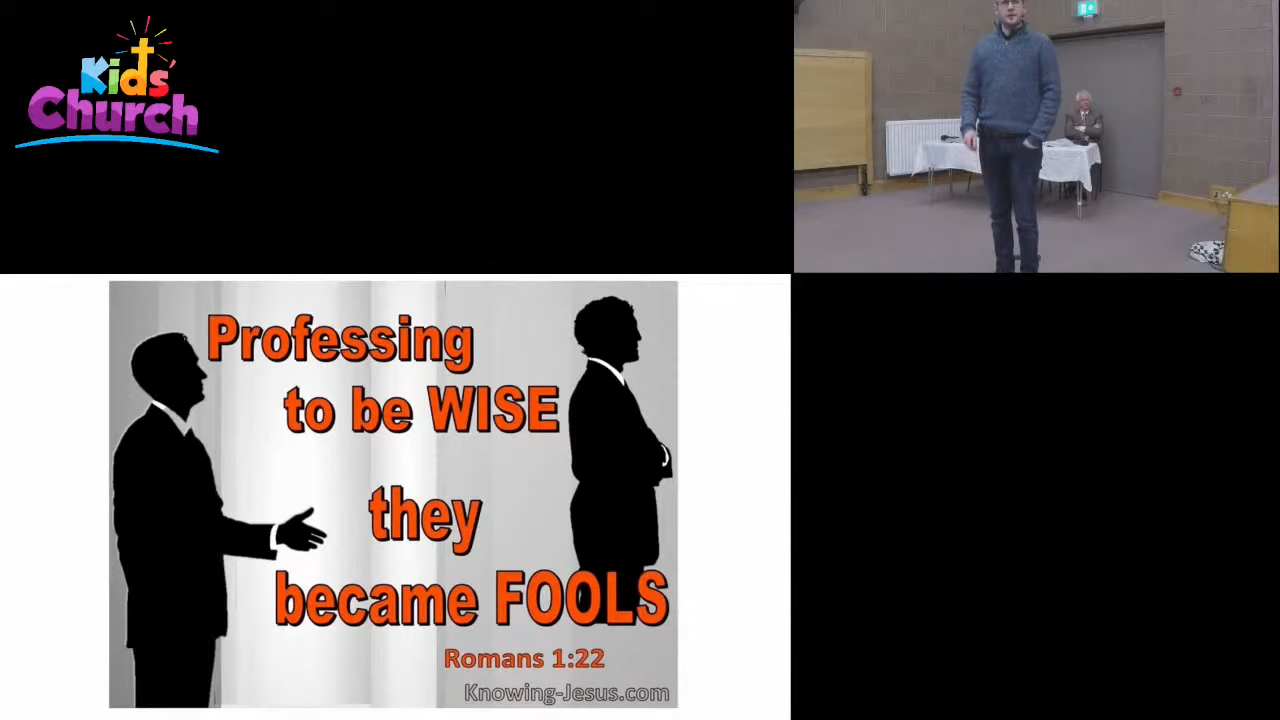 Kids'
Church
Professing
to be WISE
they
became FOOLS
Romans 1:22
Knowing-Jesus.com